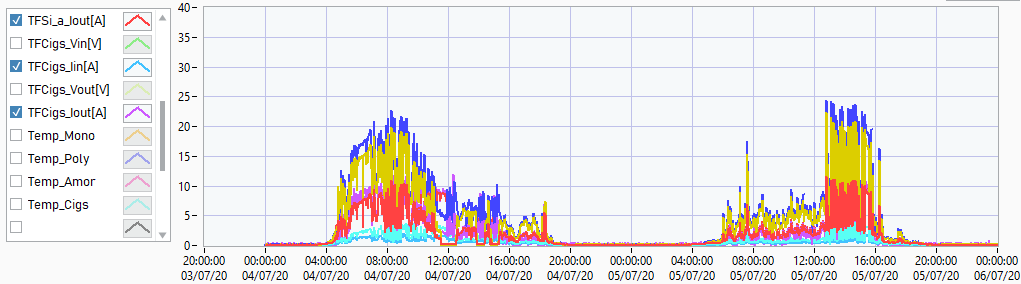 TFSi_a_Iout[A]
TFCigs_Vin[V]
TFCigs_Iin[A]
TFCigs_Vout[V]
TFCigs_Iout[A]
Temp_Mono
Temp_Poly
Temp_Amor
Temp_Cigs
40
35
30
25
20
15
10
5
0
20:00:00 00:00:00 04:00:00 08:00:00 12:00:00 16:00:00 20:00:00 00:00:00 04:00:00 08:00:00 12:00:00 16:00:00 20:00:00 00:00:00
03/07/20 04/07/20 04/07/20 04/07/20 04/07/20 04/07/20 04/07/20 05/07/20 05/07/20 05/07/20 05/07/20 05/07/20 05/07/20 06/07/20